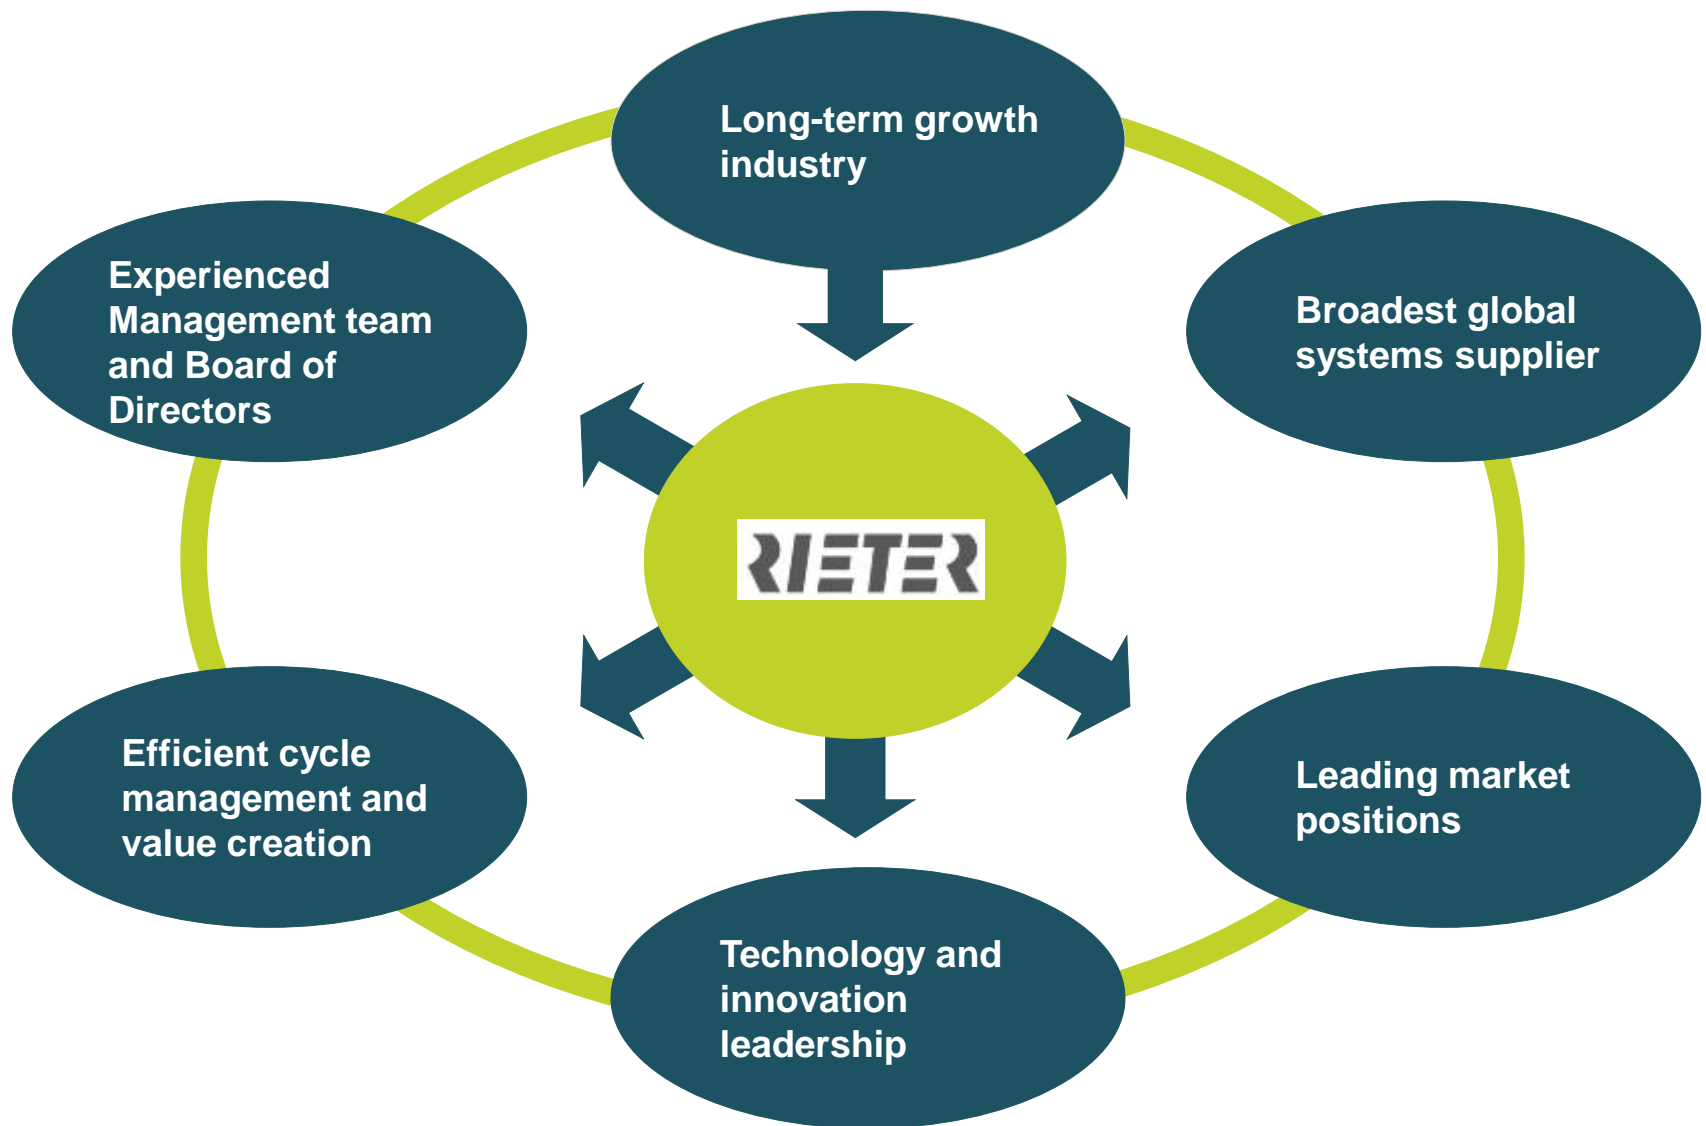 Long-term growth
industry
Experienced
Management team
and Board of
Directors
Broadest global
systems supplier
RIETER
Efficient cycle
management and
value creation
Leading market
positions
Technology and
innovation
leadership